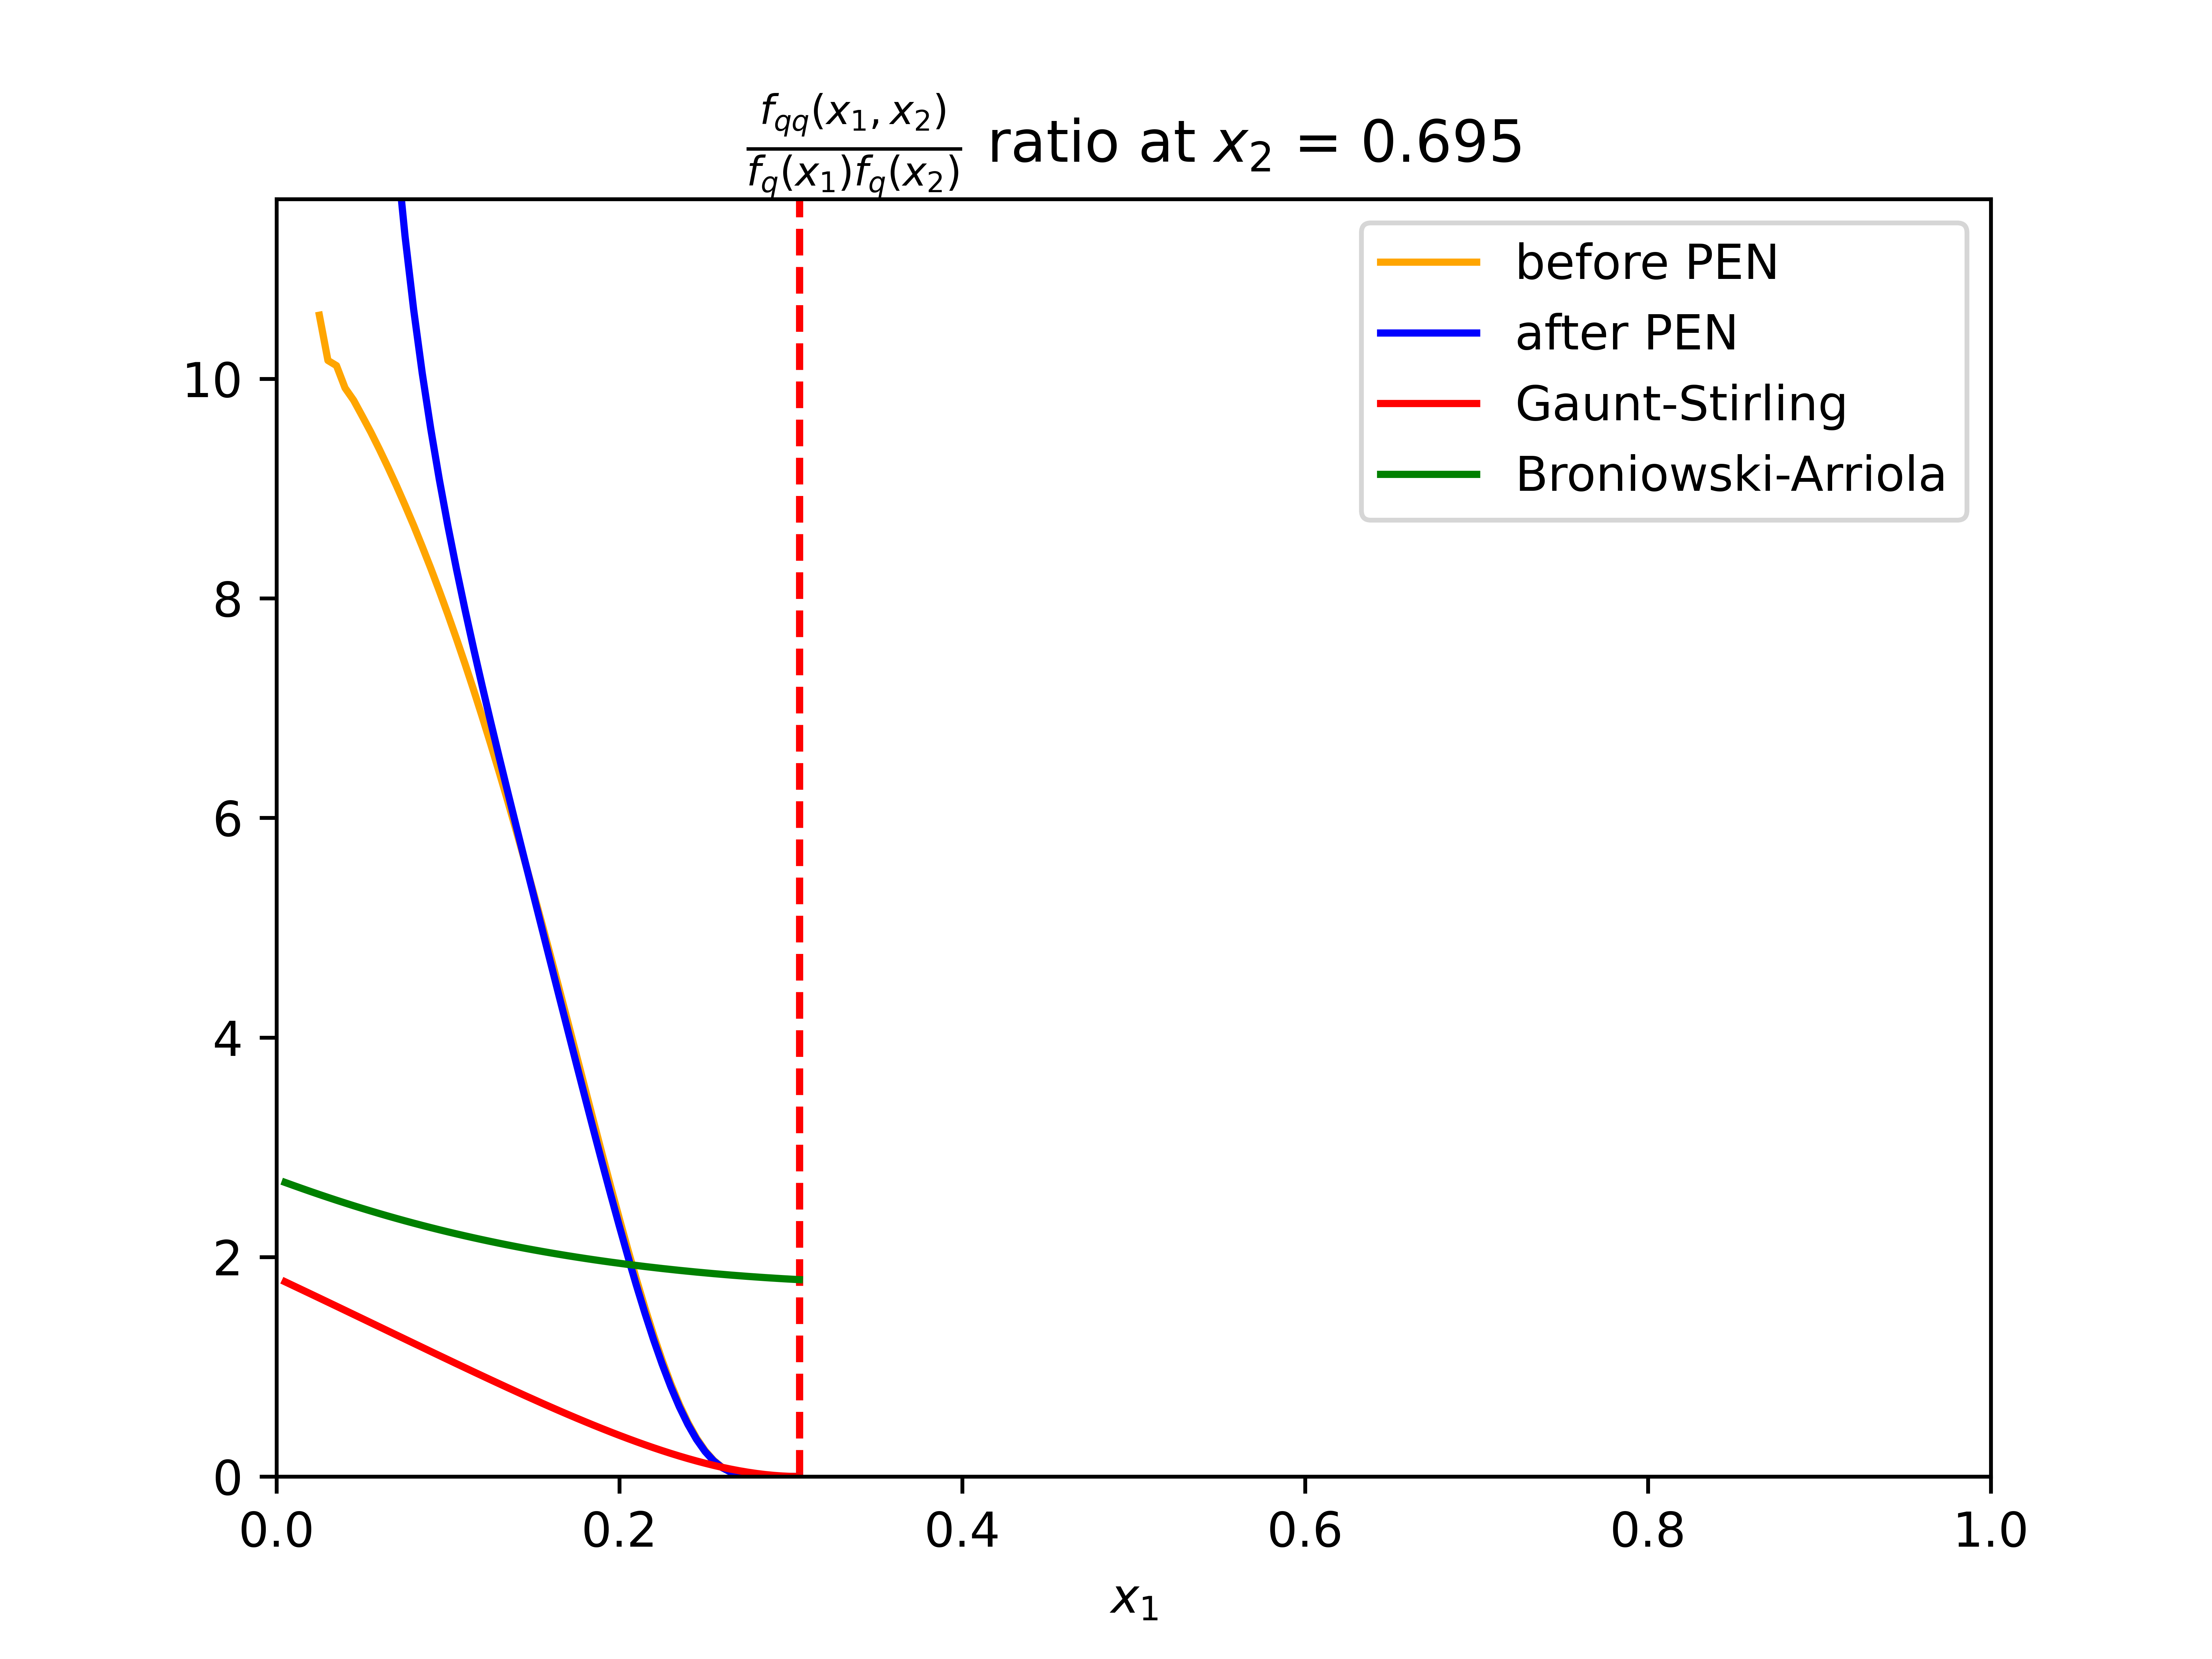 f_{qq}(x_1, x_2)
f_q(x_1)f_q(x_2)
ratio at x_2 = 0.695
before PEN
after PEN
Gaunt-Stirling
Broniowski-Arriola
10
8
6
4
2
0
0.0 0.2 0.4 0.6 0.8 1.0
x_1